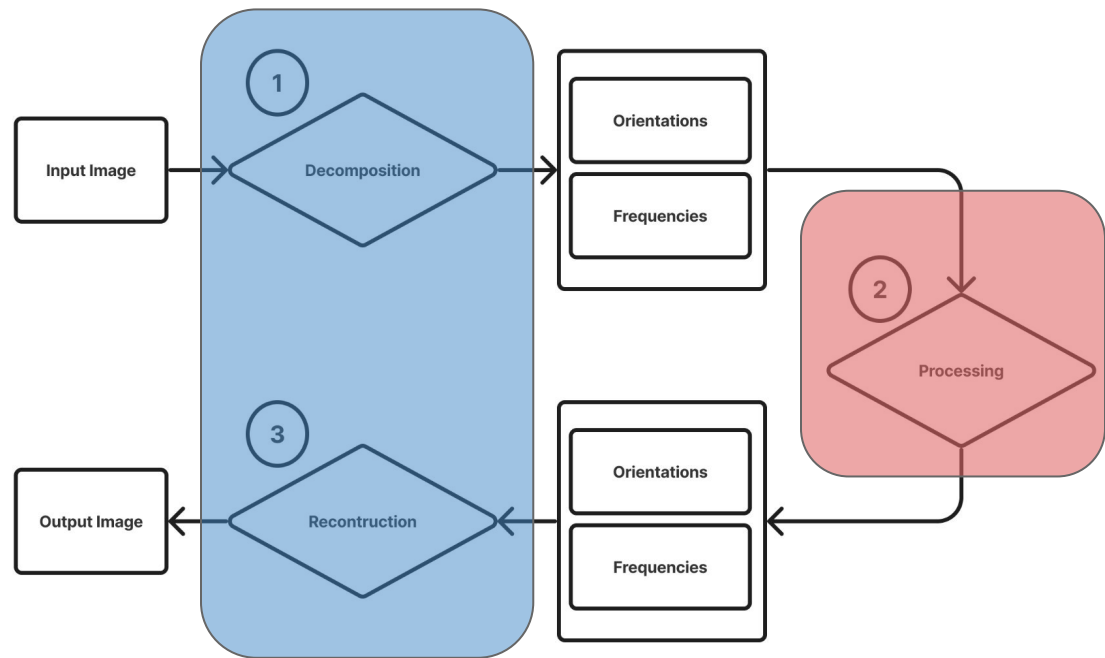 1
Input Image
Decomposition
Orientations
Frequencies
2
Processing
3
Orientations
Frequencies
Recontruction
Output Image